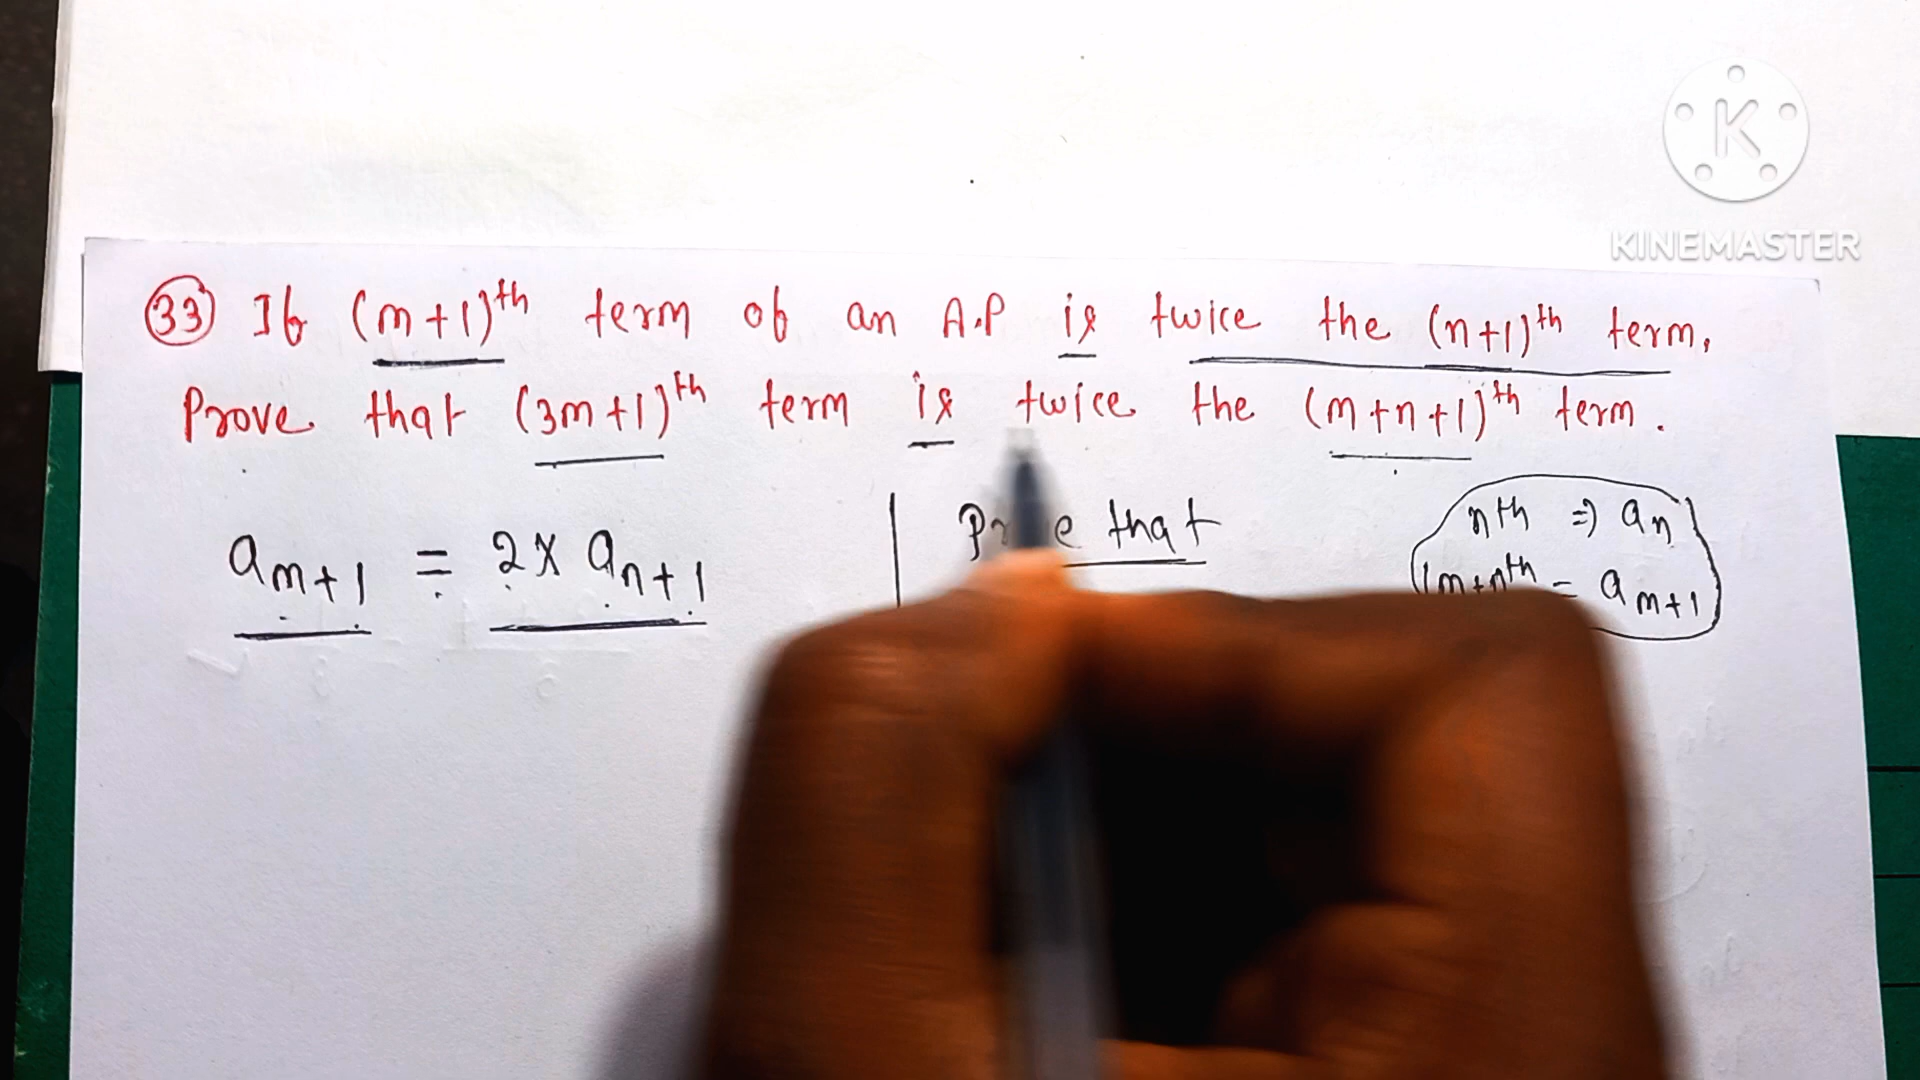 K
KINEMASTER
33 If (m+1)th term of an A.P is twice the (n+1)th term,
Prove that (3m+1)th term is twice the (m+n+1)th term.
nth ⇒ an
am+1 = 2x an+1
that
= am+1